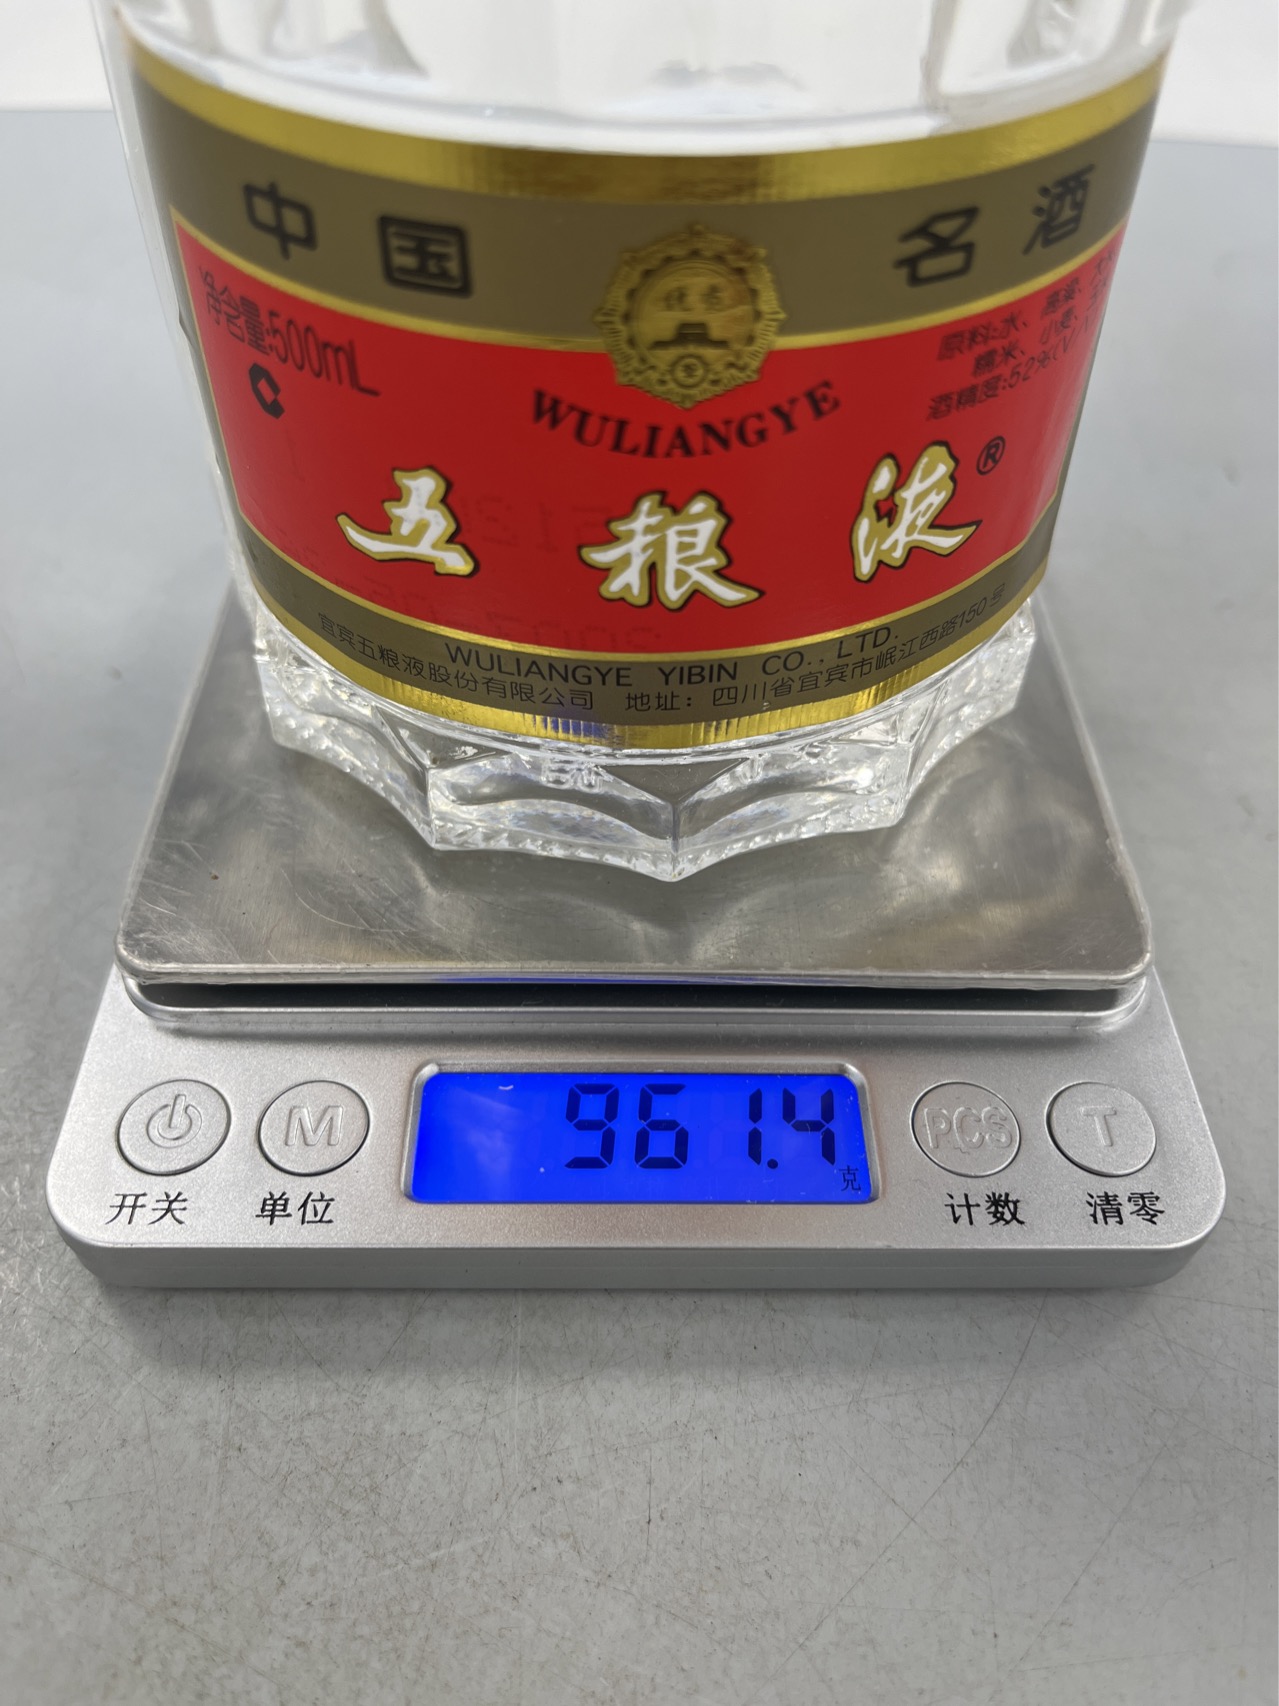 中国 名酒
净含量:500mL
原料:水、高粱、大米
糯米、小麦、玉
酒精度:52%(V/V
WULIANGYE
五粮液®
WULIANGYE YIBIN CO., LTD.
宜宾五粮液股份有限公司 地址：四川省宜宾市岷江西路150号
961.4
克
M
PCS
T
开关
单位
计数
清零